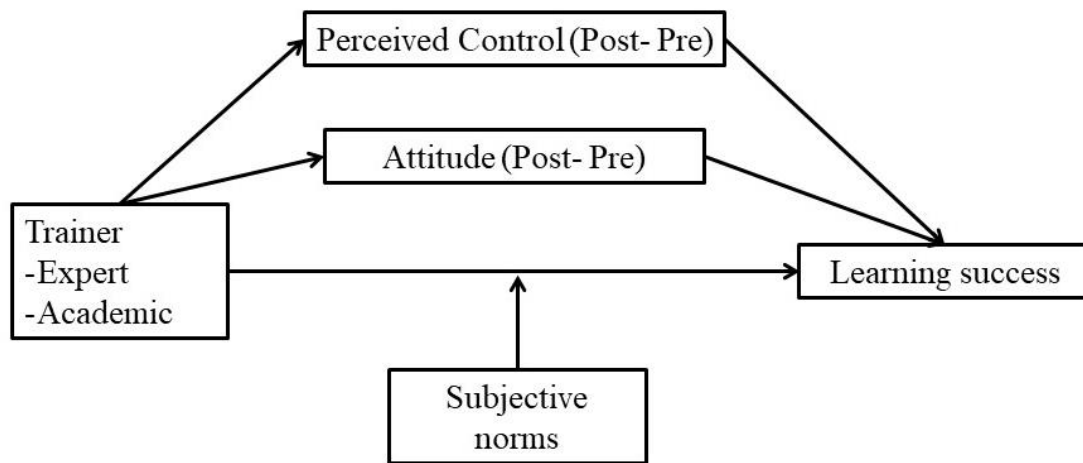 Perceived Control (Post- Pre)
Attitude (Post- Pre)
Trainer
-Expert
-Academic
Learning success
Subjective
norms